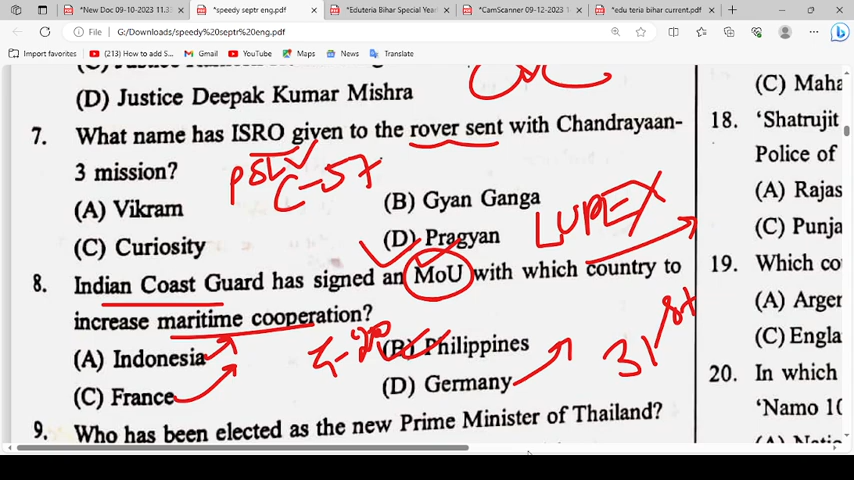 New Doc 09-10-2023 11.3
*speedy septr eng.pdf
*Eduteria Bihar Special Year
*CamScanner 09-12-2023 1
*edu teria bihar current.pdf
File
G:/Downloads/speedy%20septr%20eng.pdf
Import favorites
(213) How to add S...
Gmail
YouTube
Maps
Translate
(D) Justice Deepak Kumar Mishra
7. What name has ISRO given to the rover sent with Chandrayaan-
3 mission?
PSLV
C-57
(A) Vikram
(B) Gyan Ganga
(C) Curiosity
(D) Pragyan
LUPEX
8. Indian Coast Guard has signed an MoU with which country to
increase maritime cooperation?
(A) Indonesia
(B) Philippines
(C) France
(D) Germany
31st
9. Who has been elected as the new Prime Minister of Thailand?
(C) Maha
18. 'Shatrujit
Police of
(A) Rajas
(C) Punja
19. Which co
(A) Arger
(C) Engla
20. In which
'Namo 10